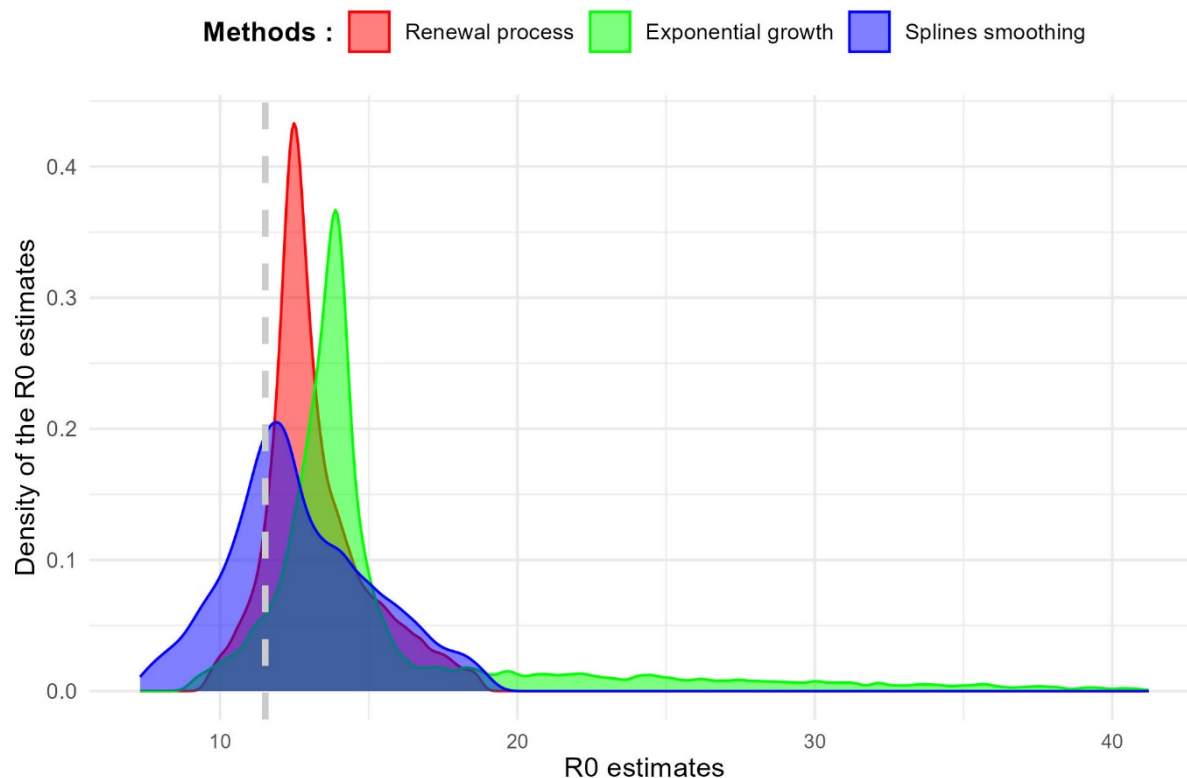 Methods : Renewal process Exponential growth Splines smoothing
0.4
0.3
0.2
0.1
0.0
Density of the R0 estimates
10 20 30 40
R0 estimates